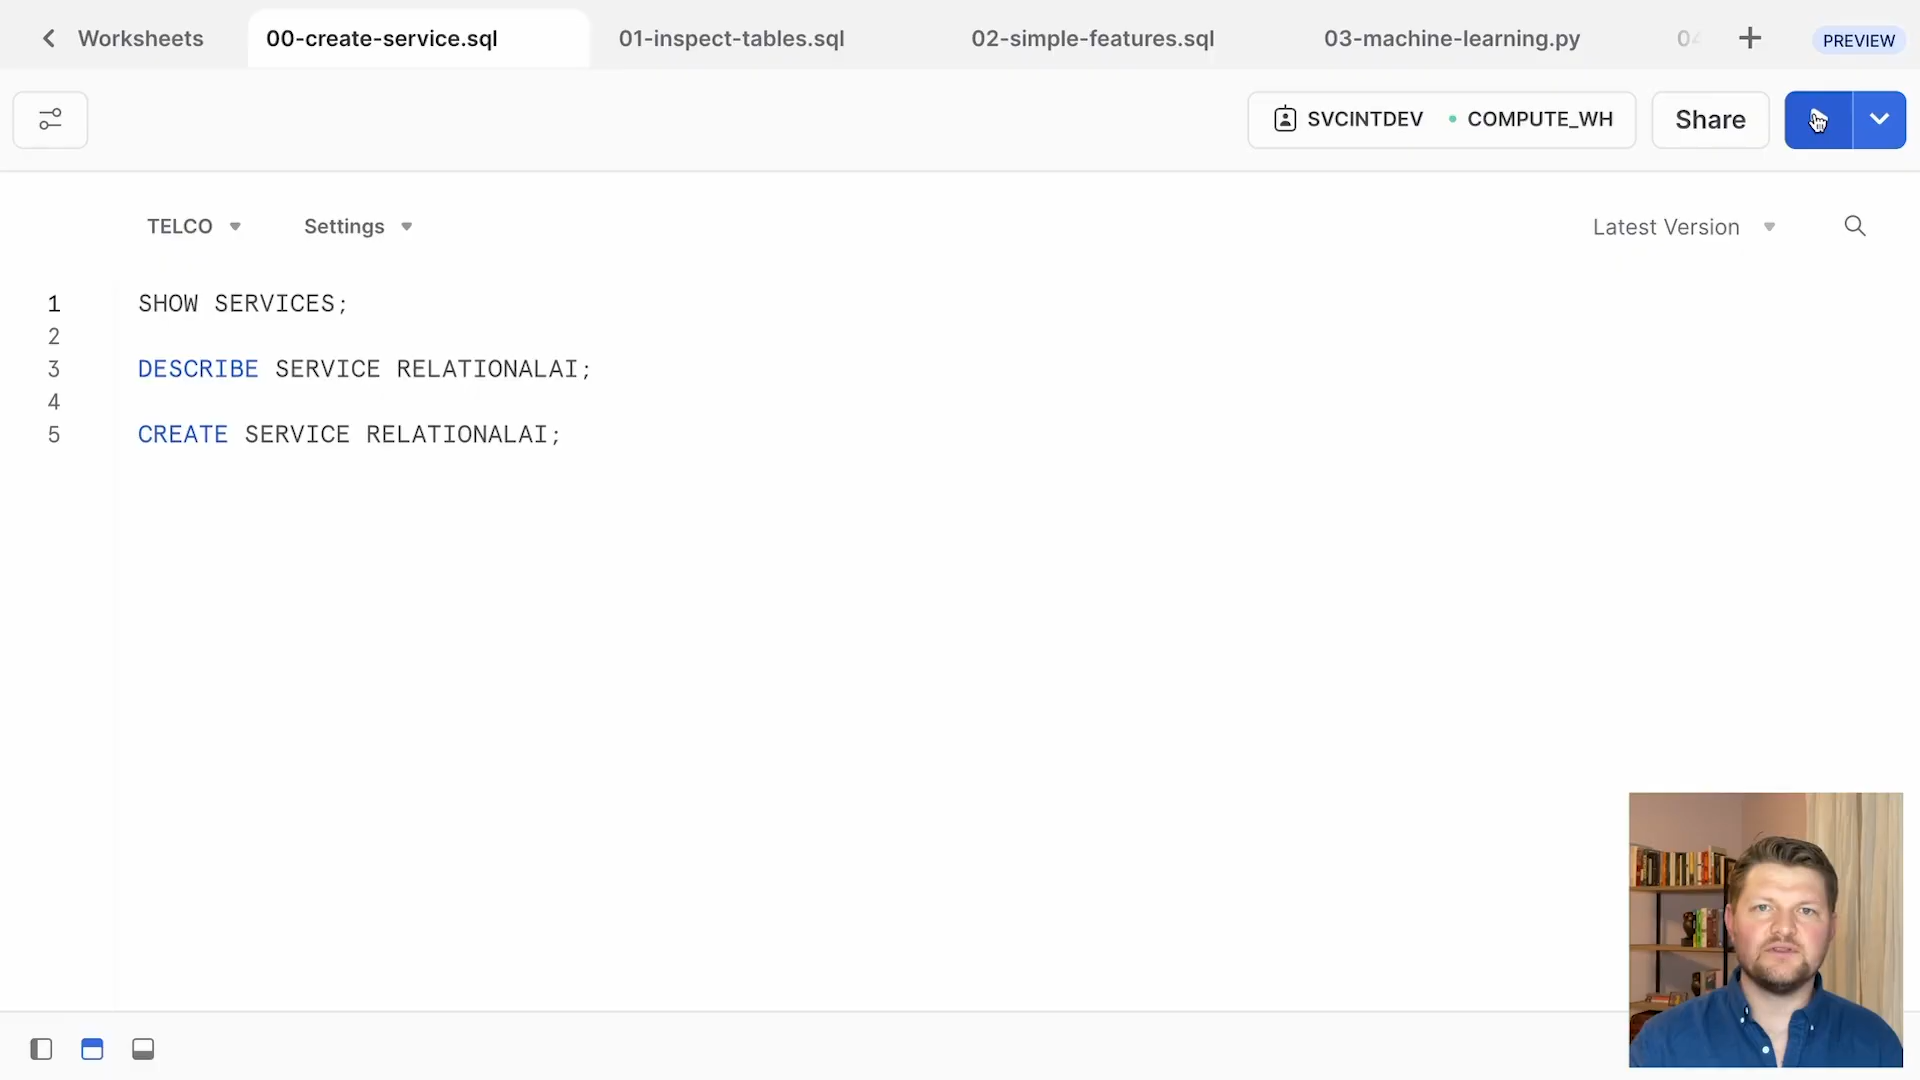 Worksheets
00-create-service.sql
01-inspect-tables.sql
02-simple-features.sql
03-machine-learning.py
04
PREVIEW
SVCINTDEV
COMPUTE_WH
Share
TELCO
Settings
Latest Version
1 SHOW SERVICES;
2
3 DESCRIBE SERVICE RELATIONALAI;
4
5 CREATE SERVICE RELATIONALAI;